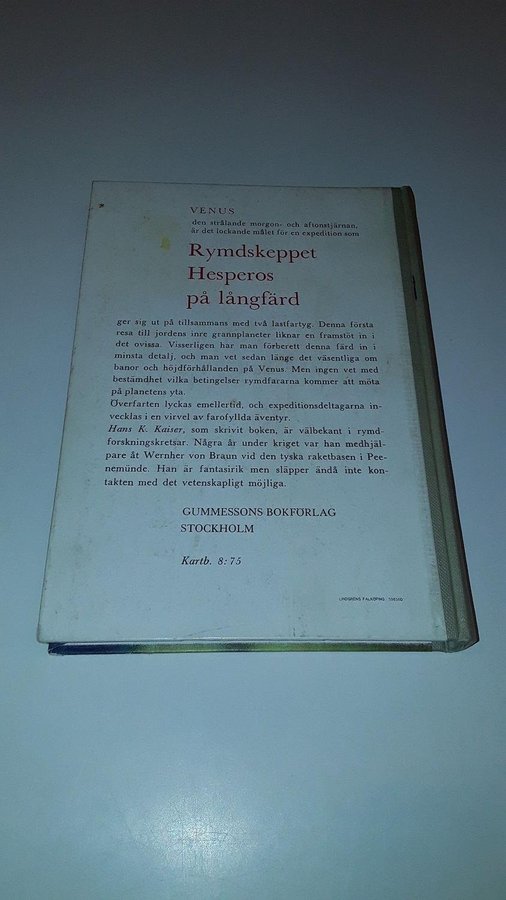 VENUS
den strålande morgon- och aftonstjärnan,
är det lockande målet för en expedition som
Rymdskeppet
Hesperos
på långfärd
ger sig ut på tillsammans med två lastfartyg. Denna första
resa till jordens inre grannplaneter liknar en framstöt in i
det ovissa. Visserligen har man förberett denna färd in i
minsta detalj, och man vet sedan länge det väsentliga om
banor och höjdförhållanden på Venus. Men ingen vet med
bestämdhet vilka betingelser rymdfararna kommer att möta
på planetens yta.
Överfarten lyckas emellertid, och expeditionsdeltagarna in-
vecklas i en virvel av farofyllda äventyr.
Hans K. Kaiser, som skrivit boken, är välbekant i rymd-
forskningskretsar. Några år under kriget var han medhjäl-
pare åt Wernher von Braun vid den tyska raketbasen i Pee-
nemünde. Han är fantasirik men släpper ändå inte kon-
takten med det vetenskapligt möjliga.
GUMMESSONS BOKFÖRLAG
STOCKHOLM
Kartb. 8:75
LINDGRENS FALKÖPING